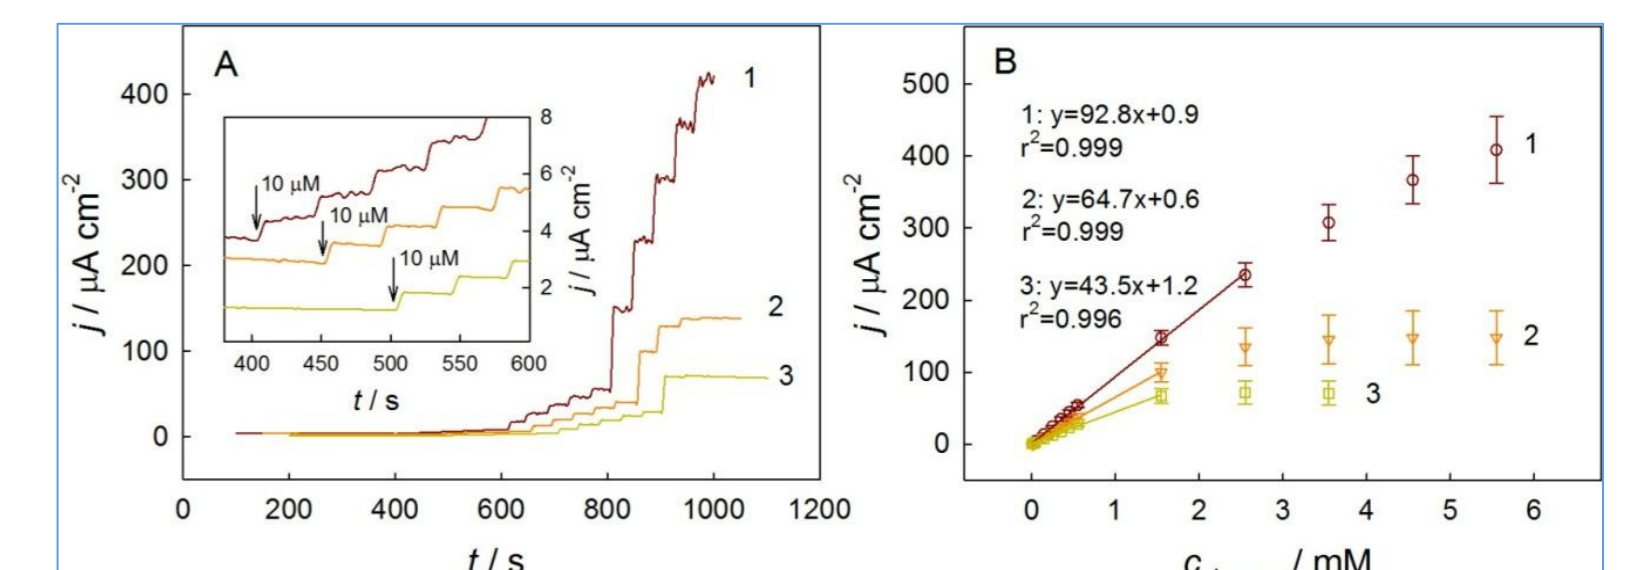 A
1
2
3
400
300
200
100
0
j / μA cm-2
0
200
400
600
800
1000
1200
t / s
10 μM
10 μM
10 μM
8
6
4
2
j / μA cm-2
400
450
500
550
600
t / s
B
1: y=92.8x+0.9
r2=0.999
2: y=64.7x+0.6
r2=0.999
3: y=43.5x+1.2
r2=0.996
1
2
3
500
400
300
200
100
0
j / μA cm-2
0
1
2
3
4
5
6
c / mM